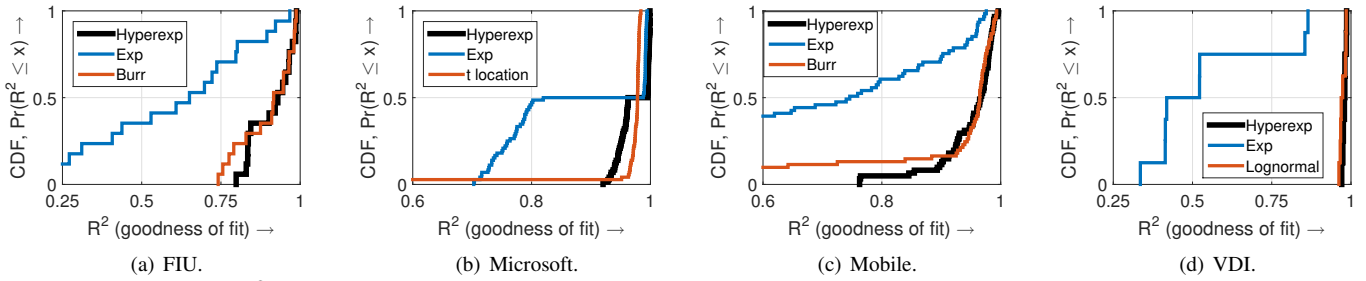 CDF, Pr(R² ≤ x) →
1
0.5
0
Hyperexp
Exp
Burr
0.25 0.5 0.75 1
R² (goodness of fit) →
(a) FIU.
CDF, Pr(R² ≤ x) →
1
0.5
0
Hyperexp
Exp
t location
0.6 0.8 1
R² (goodness of fit) →
(b) Microsoft.
CDF, Pr(R² ≤ x) →
1
0.5
0
Hyperexp
Exp
Burr
0.6 0.8 1
R² (goodness of fit) →
(c) Mobile.
CDF, Pr(R² ≤ x) →
1
0.5
0
Hyperexp
Exp
Lognormal
0.25 0.5 0.75 1
R² (goodness of fit) →
(d) VDI.